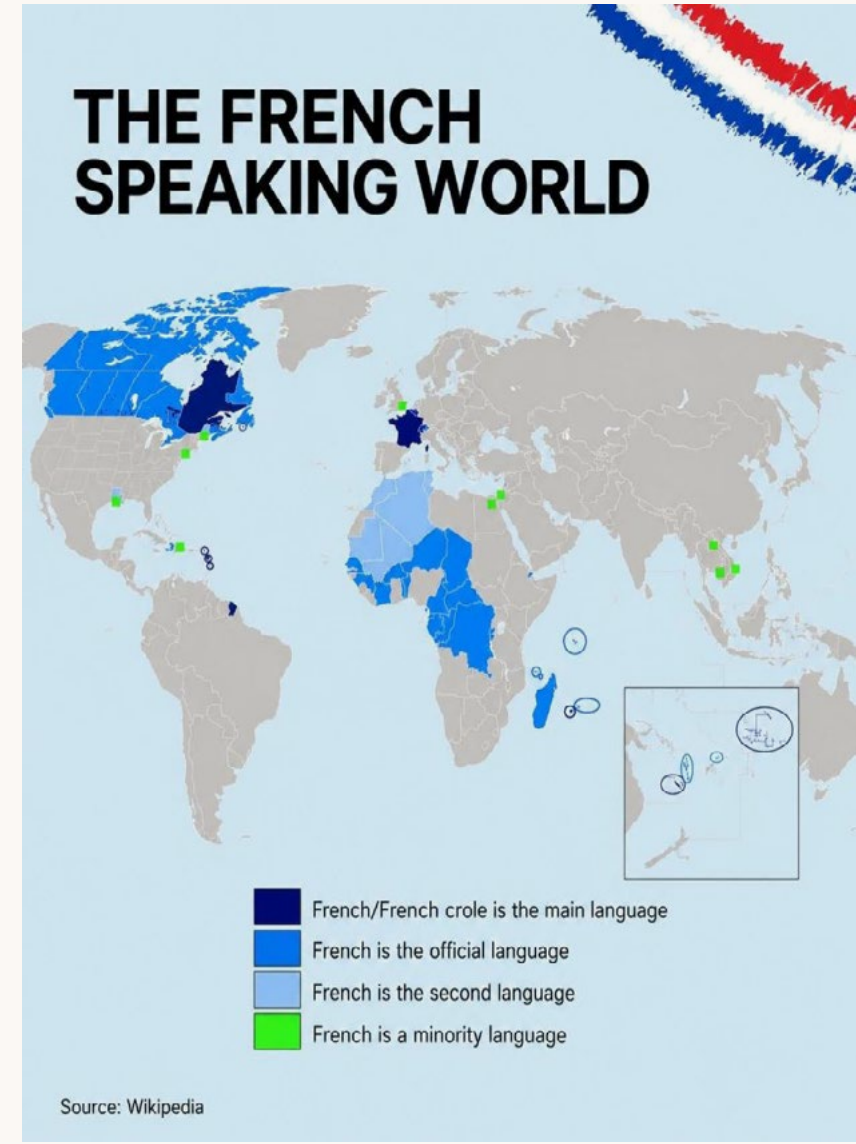 THE FRENCH
SPEAKING WORLD
French/French crole is the main language
French is the official language
French is the second language
French is a minority language
Source: Wikipedia